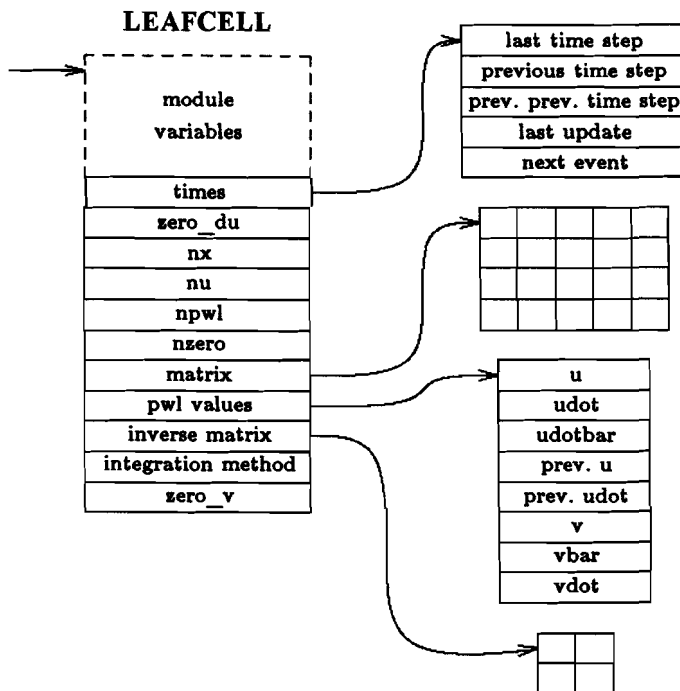 LEAFCELL
module
variables
times
zero_du
nx
nu
npwl
nzero
matrix
pwl values
inverse matrix
integration method
zero_v
last time step
previous time step
prev. prev. time step
last update
next event
u
udot
udotbar
prev. u
prev. udot
v
vbar
vdot